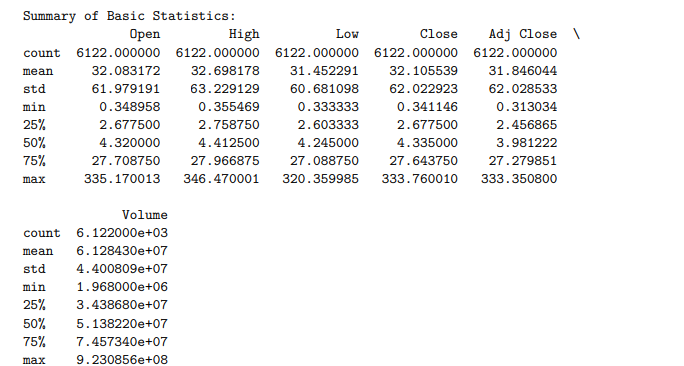 Summary of Basic Statistics:
Open High Low Close Adj Close \
count 6122.000000 6122.000000 6122.000000 6122.000000 6122.000000
mean 32.083172 32.698178 31.452291 32.105539 31.846044
std 61.979191 63.229129 60.681098 62.022923 62.028533
min 0.348958 0.355469 0.333333 0.341146 0.313034
25% 2.677500 2.758750 2.603333 2.677500 2.456865
50% 4.320000 4.412500 4.245000 4.335000 3.981222
75% 27.708750 27.966875 27.088750 27.643750 27.279851
max 335.170013 346.470001 320.359985 333.760010 333.350800
Volume
count 6.122000e+03
mean 6.128430e+07
std 4.400809e+07
min 1.968000e+06
25% 3.438680e+07
50% 5.138220e+07
75% 7.457340e+07
max 9.230856e+08